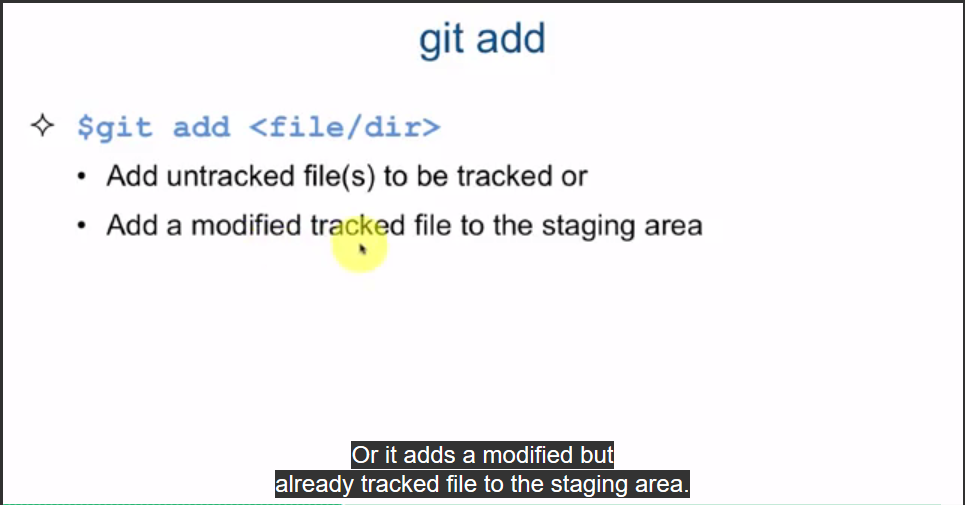 git add
$git add <file/dir>
• Add untracked file(s) to be tracked or
• Add a modified tracked file to the staging area
Or it adds a modified but
already tracked file to the staging area.